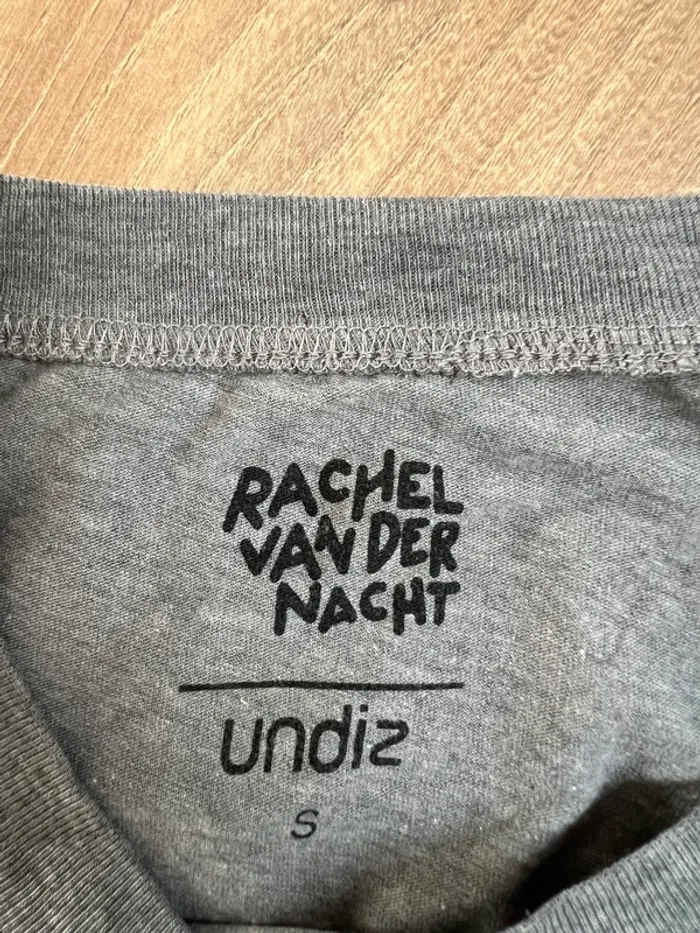 RACHEL
VAN DER
NACHT
undiz
S